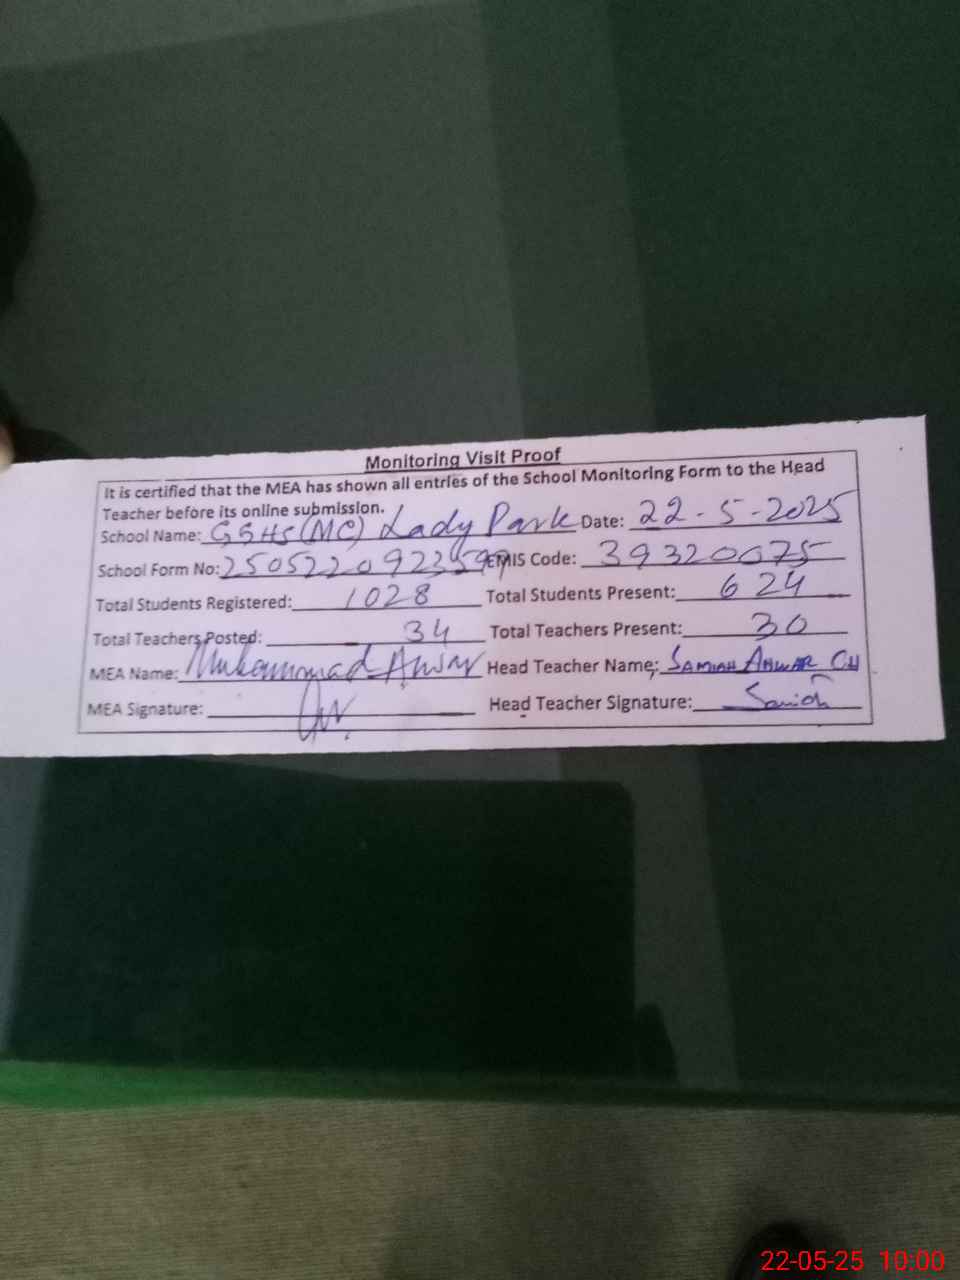 Monitoring Visit Proof
It is certified that the MEA has shown all entries of the School Monitoring Form to the Head
Teacher before its online submission.
School Name: GGHS (MC) Lady Park Date: 22-5-2025
School Form No: EMIS Code: 39320075
Total Students Registered: 1028 Total Students Present: 624
Total Teachers Posted: 34 Total Teachers Present: 30
MEA Name: Muhammad Anwar Head Teacher Name: SAMIAH ANWAR CH
MEA Signature: Head Teacher Signature: Samiah
22-05-25 10:00